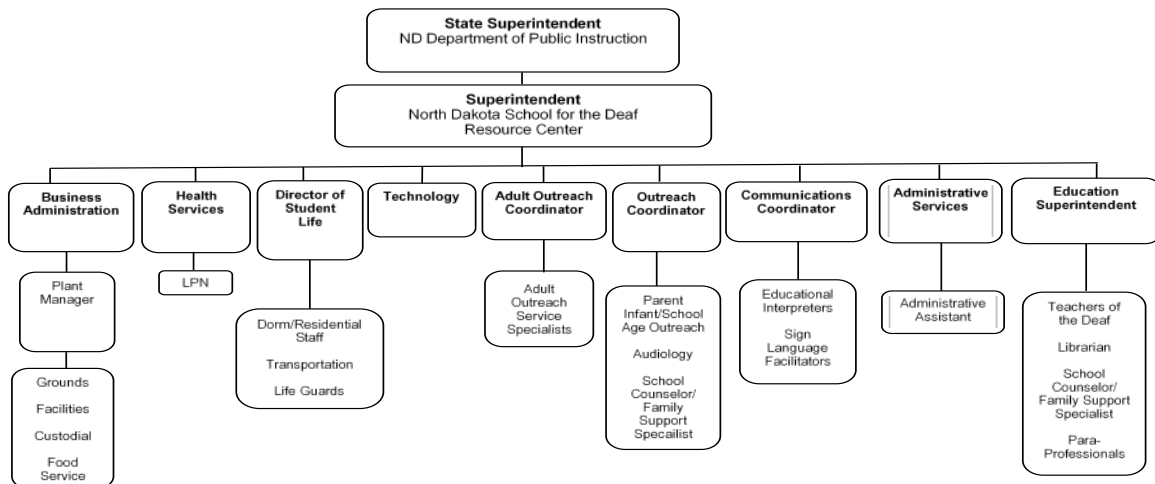 State Superintendent
ND Department of Public Instruction
Superintendent
North Dakota School for the Deaf
Resource Center
Business
Administration
Health
Services
Director of
Student
Life
Technology
Adult Outreach
Coordinator
Outreach
Coordinator
Communications
Coordinator
Administrative
Services
Education
Superintendent
Plant
Manager
LPN
Dorm/Residential
Staff
Transportation
Life Guards
Adult
Outreach
Service
Specialists
Parent
Infant/School
Age Outreach
Audiology
School
Counselor/
Family
Support
Specailist
Educational
Interpreters
Sign
Language
Facilitators
Administrative
Assistant
Teachers of
the Deaf
Librarian
School
Counselor/
Family Support
Specialist
Para-
Professionals
Grounds
Facilities
Custodial
Food
Service